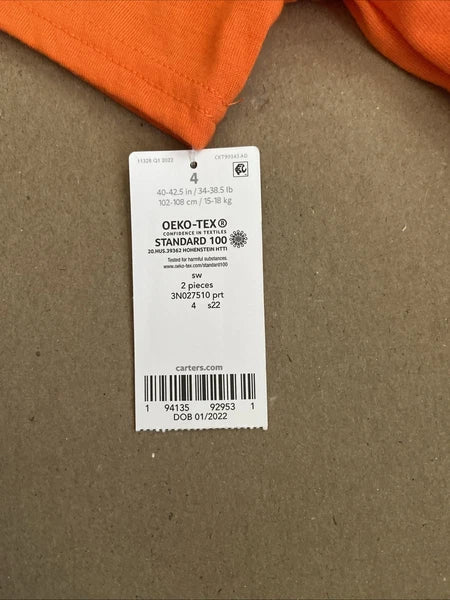 11328 Q1 2022
4
40-42.5 in / 34-38.5 lb
102-108 cm / 15-18 kg
OEKO-TEX®
CONFIDENCE IN TEXTILES
STANDARD 100
20.HUS.39362 HOHENSTEIN HTTI
Tested for harmful substances.
www.oeko-tex.com/standard100
sw
2 pieces
3N027510 prt
4 s22
carters.com
1 94135 92953 1
DOB 01/2022